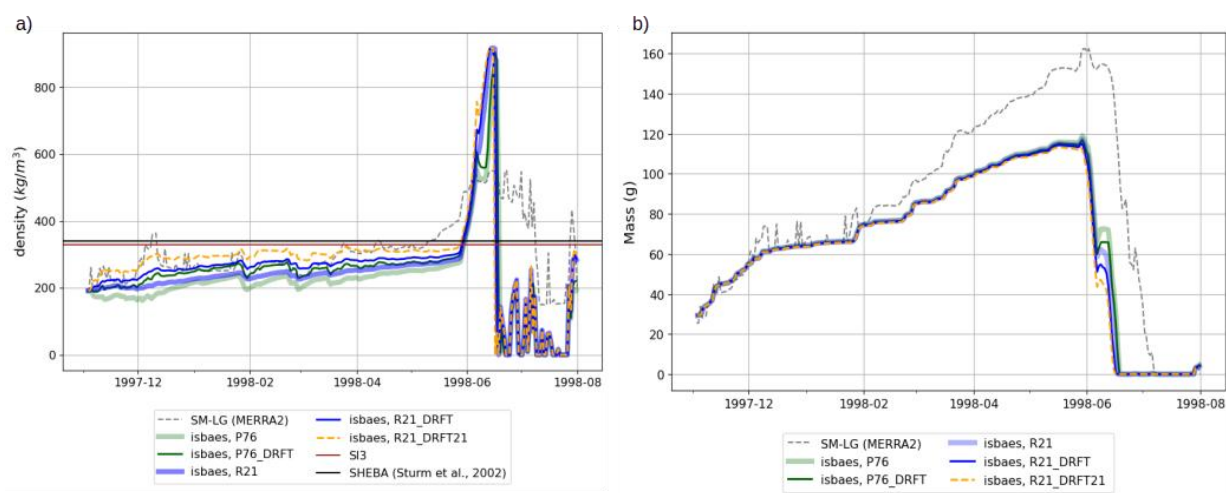 a)
density (kg/m³)
800
600
400
200
0
1997-12
1998-02
1998-04
1998-06
1998-08
SM-LG (MERRA2)
isbaes, P76
isbaes, P76_DRFT
isbaes, R21
isbaes, R21_DRFT
isbaes, R21_DRFT21
SI3
SHEBA (Sturm et al., 2002)
b)
Mass (g)
160
140
120
100
80
60
40
20
0
1997-12
1998-02
1998-04
1998-06
1998-08
SM-LG (MERRA2)
isbaes, P76
isbaes, P76_DRFT
isbaes, R21
isbaes, R21_DRFT
isbaes, R21_DRFT21